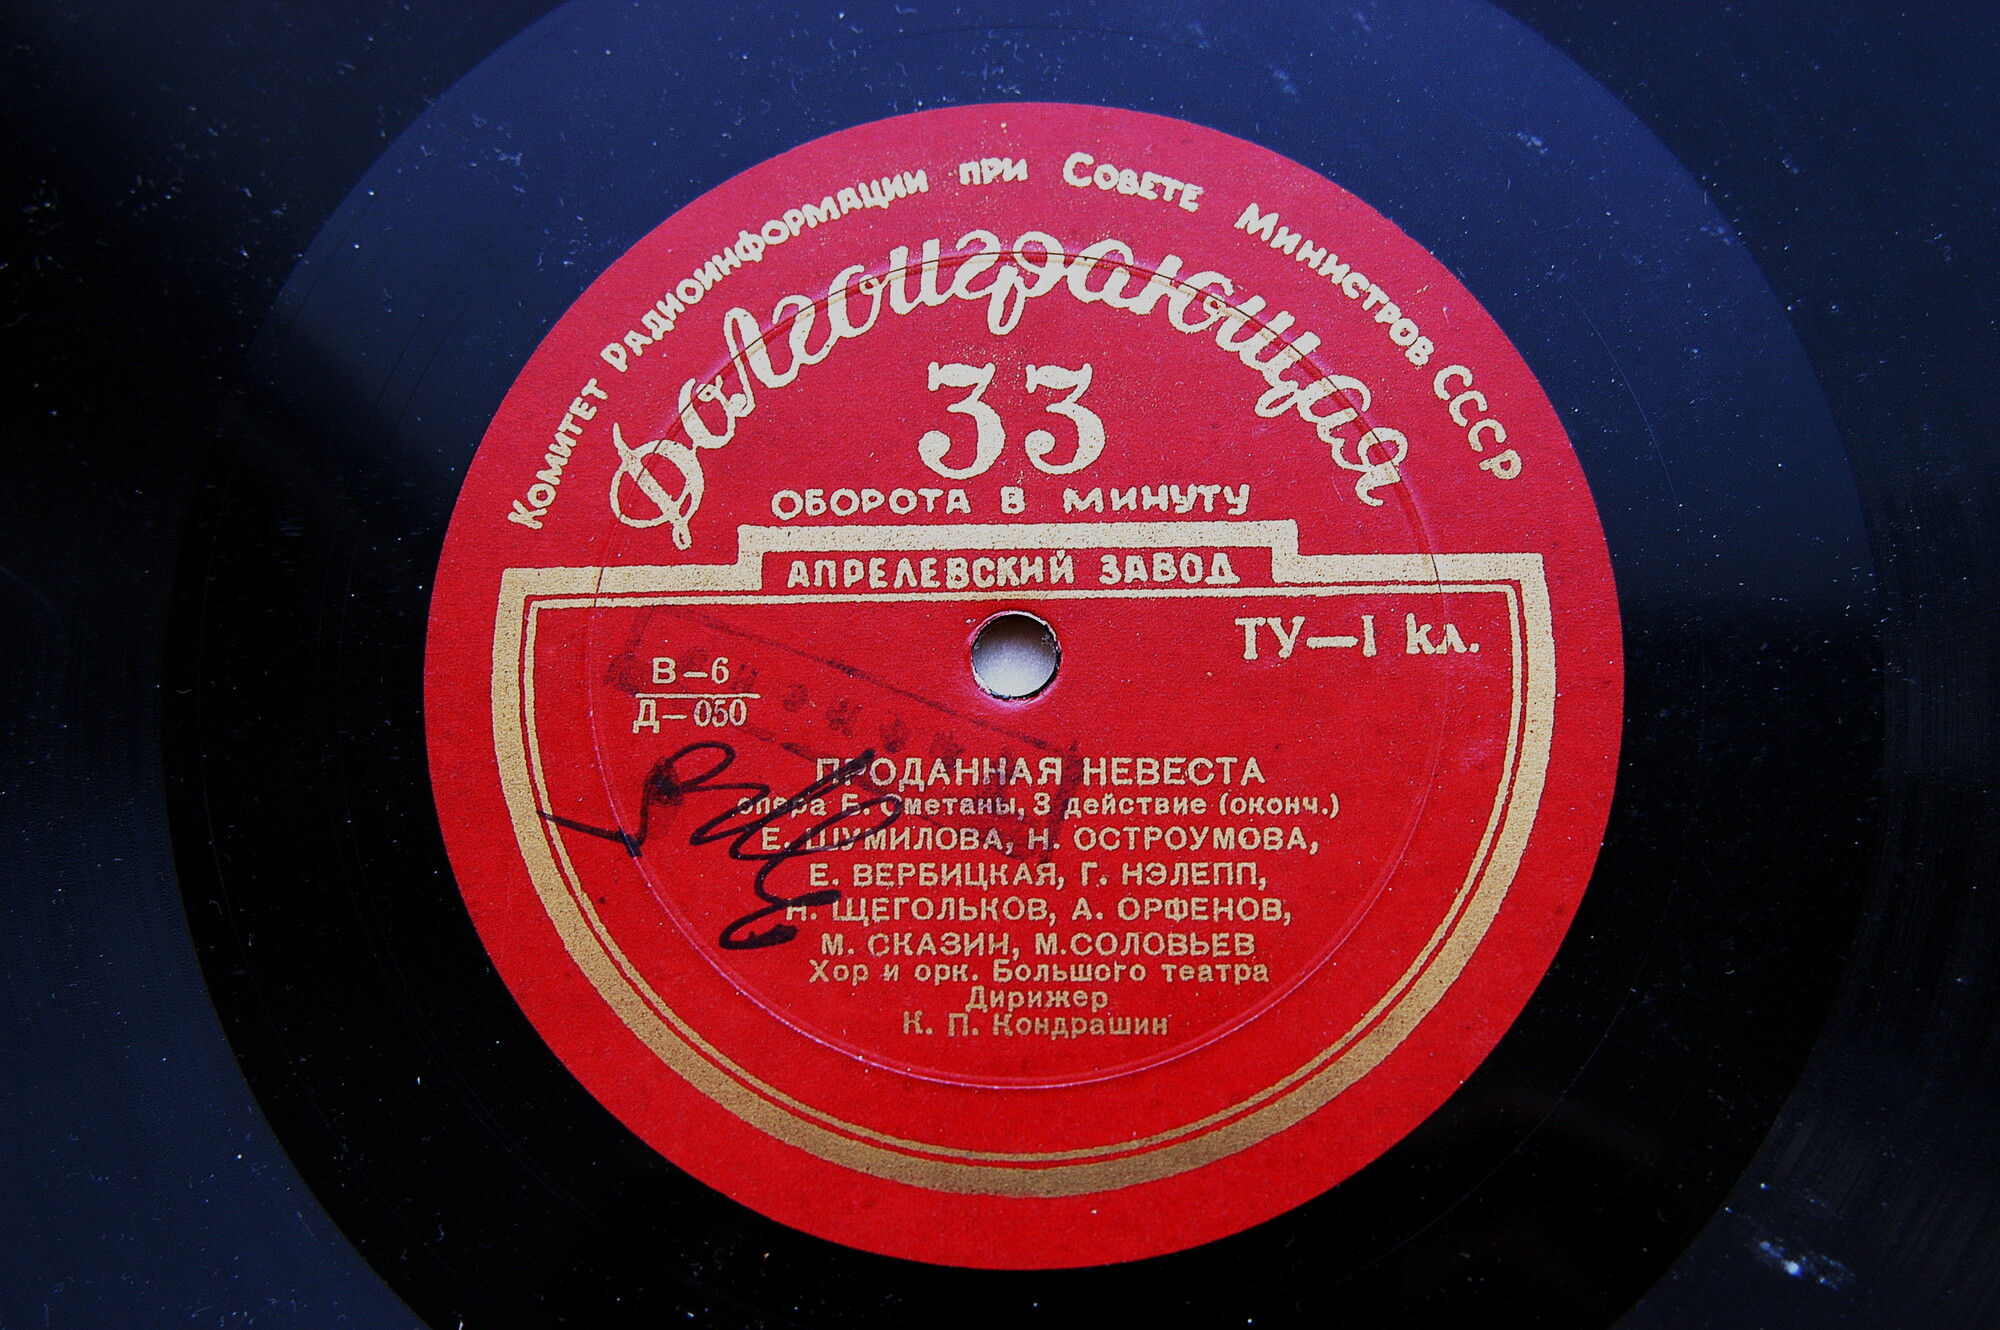 Комитет Радиоинформации при Совете Министров СССР
Долгоиграющая
33
ОБОРОТА В МИНУТУ
АПРЕЛЕВСКИЙ ЗАВОД
ТУ—1 кл.
В—6
Д—050
ПРОДАННАЯ НЕВЕСТА
опера Б. Сметаны, 3 действие (оконч.)
Е. ШУМИЛОВА, Н. ОСТРОУМОВА,
Е. ВЕРБИЦКАЯ, Г. НЭЛЕПП,
Н. ЩЕГОЛЬКОВ, А. ОРФЕНОВ,
М. СКАЗИН, М.СОЛОВЬЕВ
Хор и орк. Большого театра
Дирижер
К. П. Кондрашин